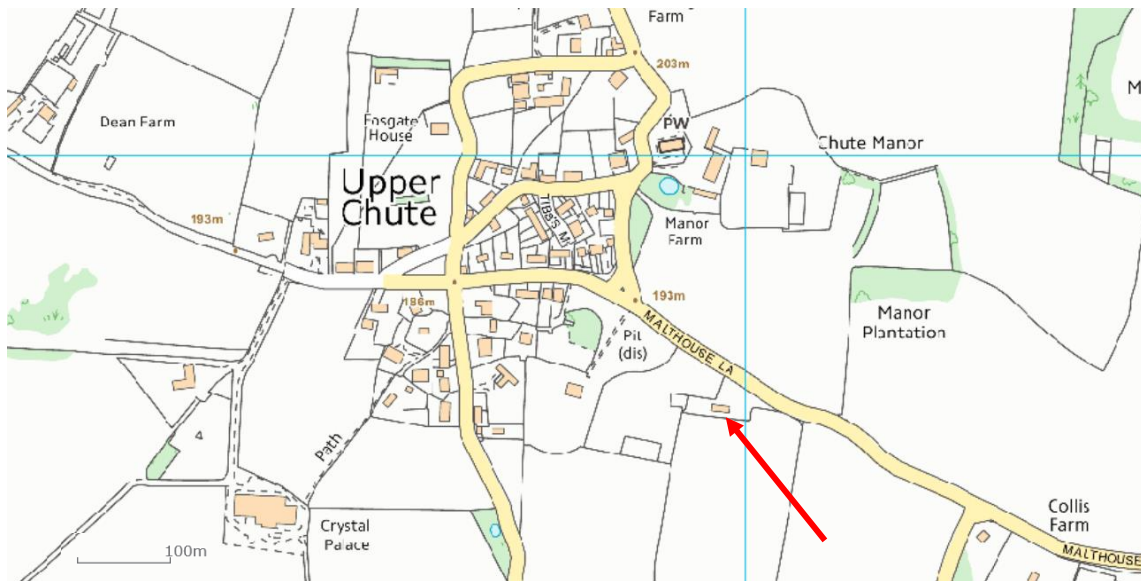 Farm
203m
Dean Farm
Fosgate
House
PW
Chute Manor
Upper
Chute
193m
Manor
Farm
186m
193m
Pit
(dis)
MALTHOUSE LA
Manor
Plantation
Path
Crystal
Palace
100m
Collis
Farm
MALTHOUSE